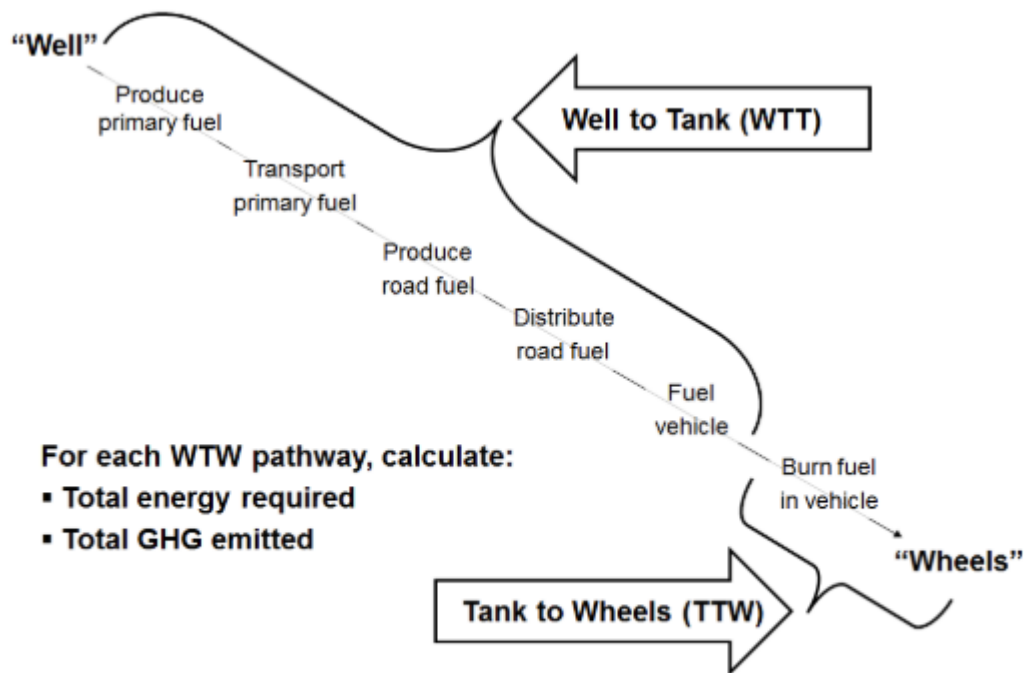 “Well”
Produce
primary fuel
Well to Tank (WTT)
Transport
primary fuel
Produce
road fuel
Distribute
road fuel
Fuel
vehicle
For each WTW pathway, calculate:
▪ Total energy required
▪ Total GHG emitted
Burn fuel
in vehicle
“Wheels”
Tank to Wheels (TTW)